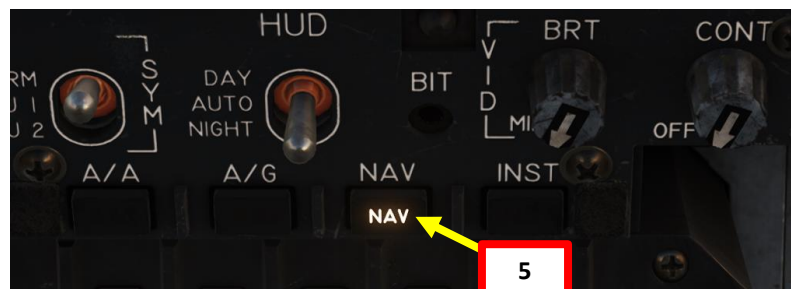 HUD
BRT
CONT
SYM
VID
RM
DAY
BIT
J 1
AUTO
J 2
NIGHT
OFF
A/A
A/G
NAV
INST
NAV
5